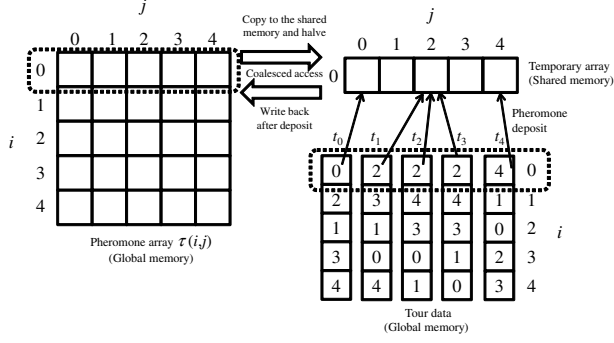 j
0 1 2 3 4
Copy to the shared
memory and halve
Coalesced access
Write back
after deposit
i
0
1
2
3
4
Pheromone array τ(i,j)
(Global memory)
j
0 1 2 3 4
0
Temporary array
(Shared memory)
Pheromone
deposit
t0 t1 t2 t3 t4
0 2 2 2 4 0
2 3 4 4 1 1
1 1 3 3 0 2
3 0 0 1 2 3
4 4 1 0 3 4
i
Tour data
(Global memory)